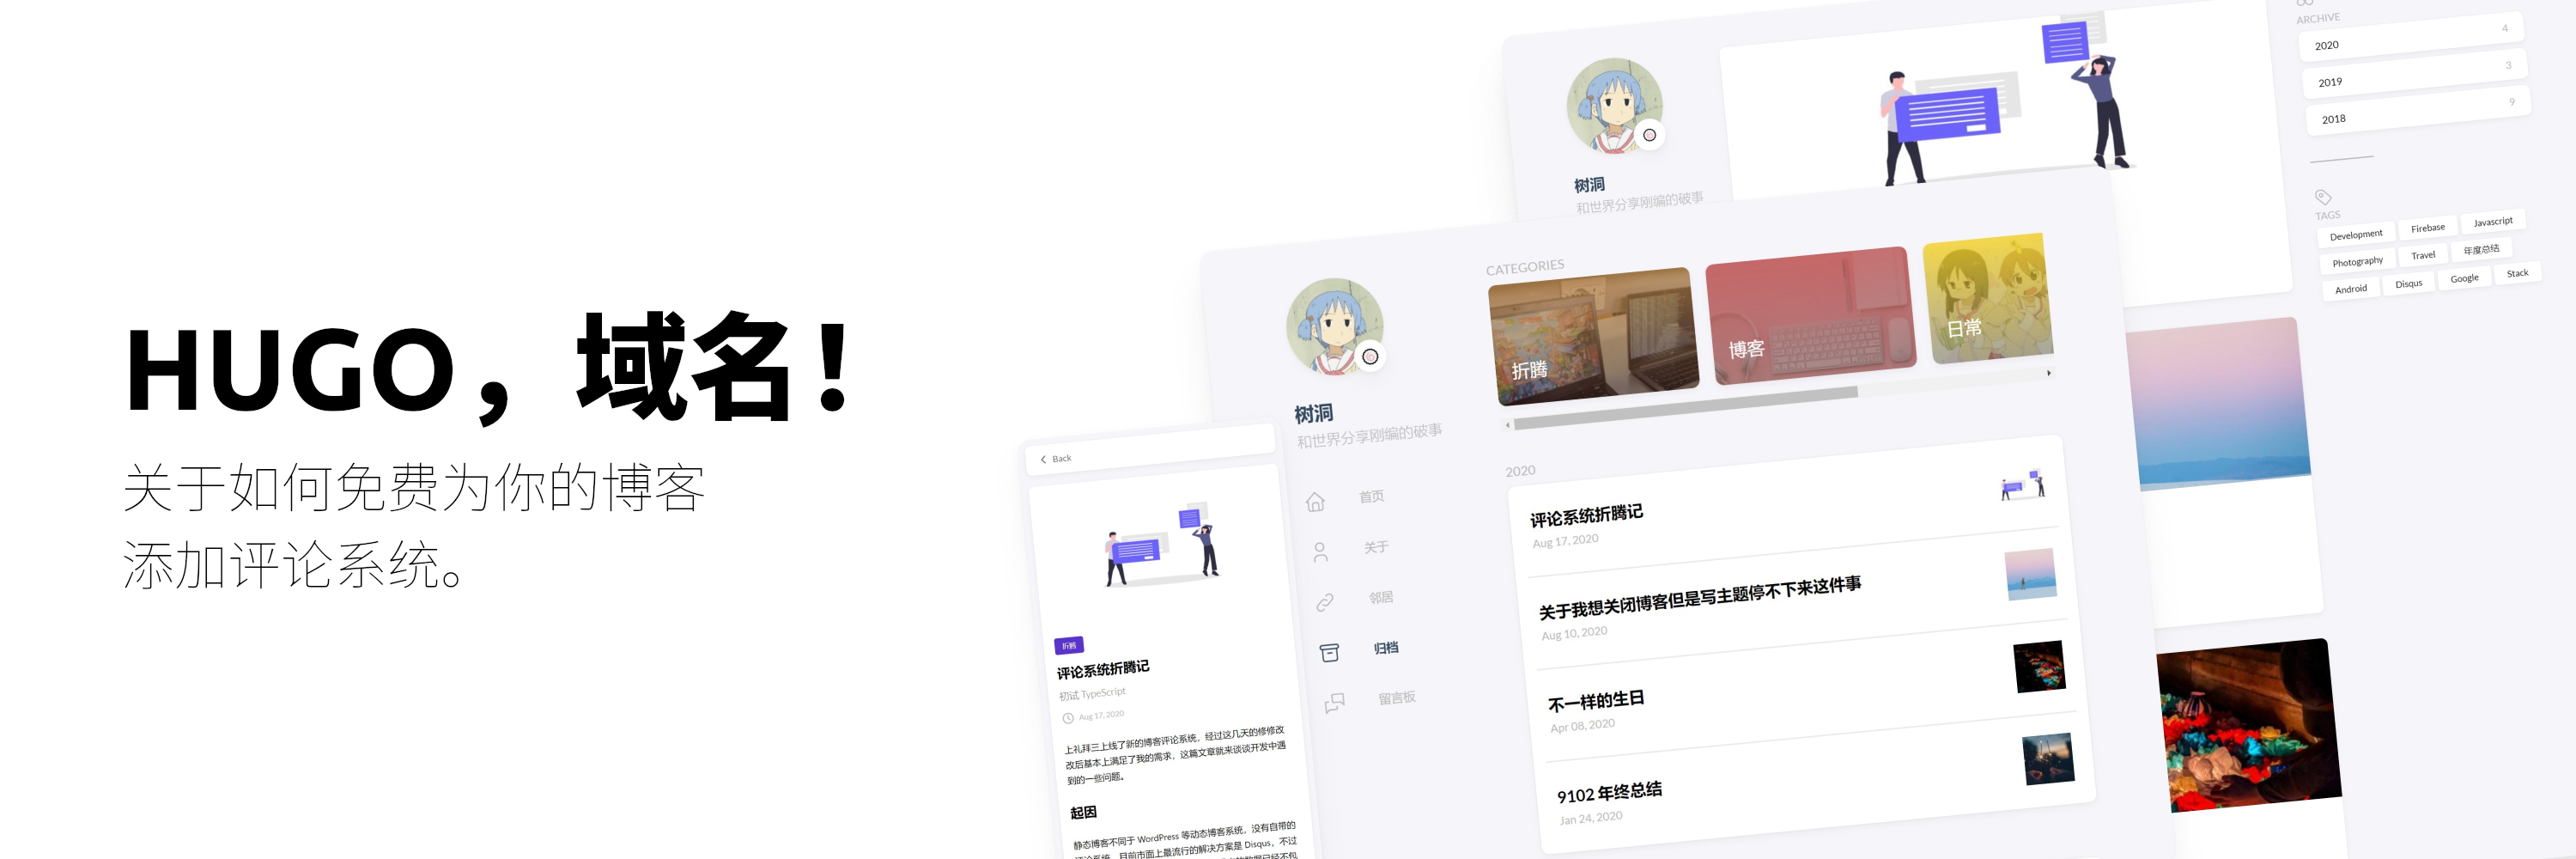 HUGO，域名！
关于如何免费为你的博客
添加评论系统。
Back
折腾
评论系统折腾记
初试 TypeScript
Aug 17, 2020
上礼拜三上线了新的博客评论系统，经过这几天的修修改
改后基本上满足了我的需求，这篇文章就来谈谈开发中遇
到的一些问题。
起因
静态博客不同于 WordPress 等动态博客系统，没有自带的
评论系统，目前市面上最流行的解决方案是 Disqus，不过
树洞
和世界分享刚编的破事
首页
关于
邻居
归档
留言板
CATEGORIES
折腾
博客
日常
2020
评论系统折腾记
Aug 17, 2020
关于我想关闭博客但是写主题停不下来这件事
Aug 10, 2020
不一样的生日
Apr 08, 2020
9102 年终总结
Jan 24, 2020
树洞
和世界分享刚编的破事
ARCHIVE
2020 4
2019 3
2018 9
TAGS
Development Firebase Javascript
Photography Travel 年度总结
Android Disqus Google Stack